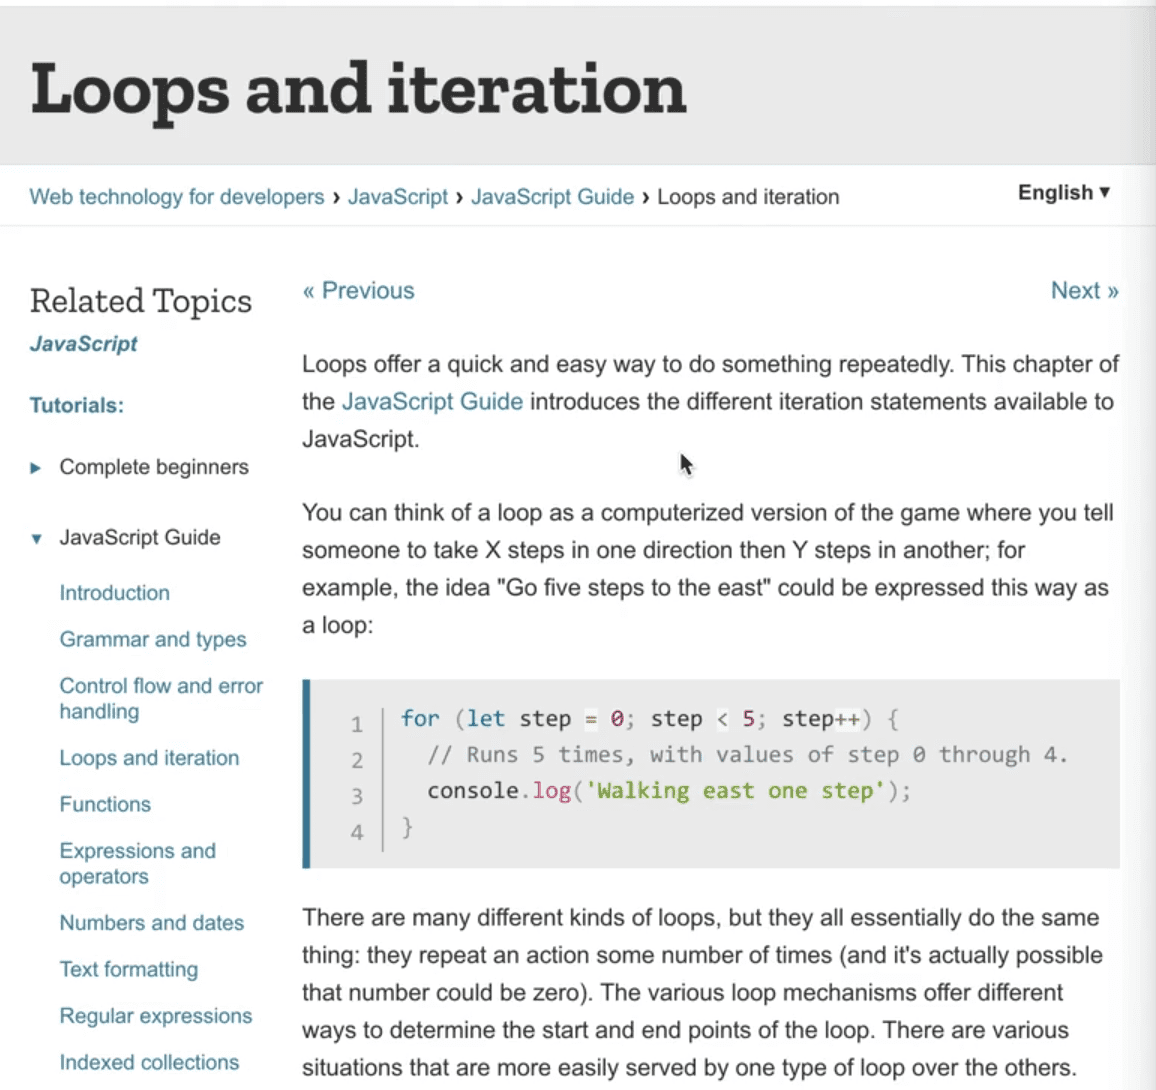 Loops and iteration
Web technology for developers › JavaScript › JavaScript Guide › Loops and iteration
English ▼
Related Topics
JavaScript
Tutorials:
▶ Complete beginners
▼ JavaScript Guide
Introduction
Grammar and types
Control flow and error
handling
Loops and iteration
Functions
Expressions and
operators
Numbers and dates
Text formatting
Regular expressions
Indexed collections
« Previous
Next »
Loops offer a quick and easy way to do something repeatedly. This chapter of
the JavaScript Guide introduces the different iteration statements available to
JavaScript.
You can think of a loop as a computerized version of the game where you tell
someone to take X steps in one direction then Y steps in another; for
example, the idea "Go five steps to the east" could be expressed this way as
a loop:
1 for (let step = 0; step < 5; step++) {
2 // Runs 5 times, with values of step 0 through 4.
3 console.log('Walking east one step');
4 }
There are many different kinds of loops, but they all essentially do the same
thing: they repeat an action some number of times (and it's actually possible
that number could be zero). The various loop mechanisms offer different
ways to determine the start and end points of the loop. There are various
situations that are more easily served by one type of loop over the others.